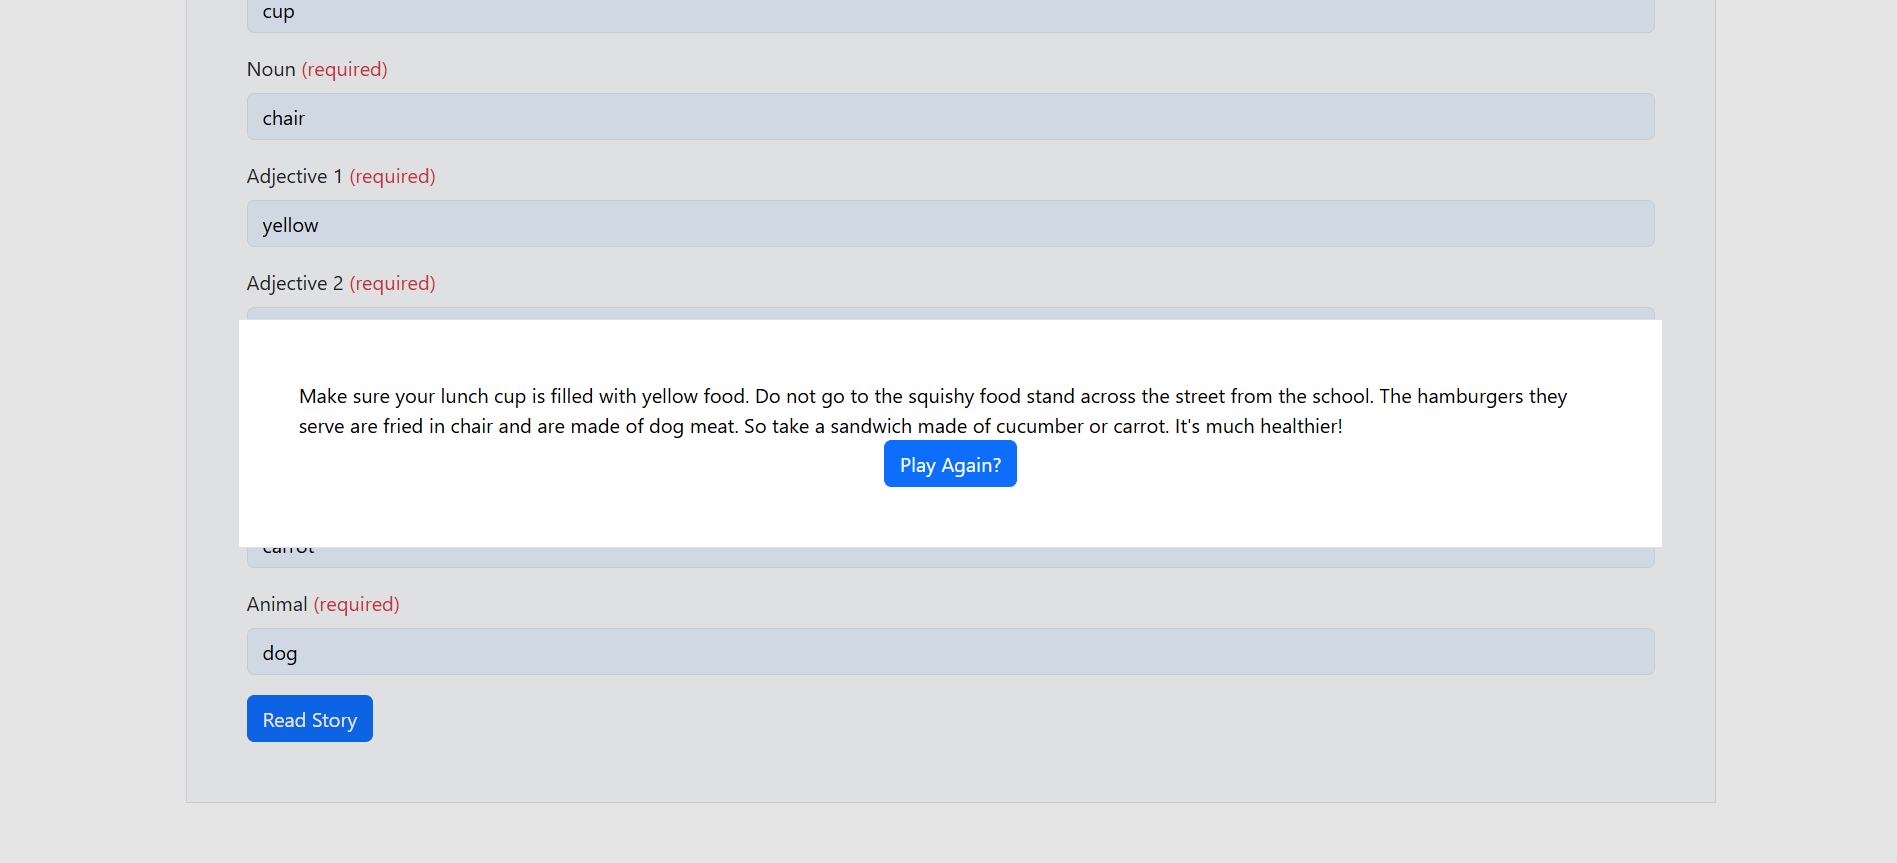 cup
Noun (required)
chair
Adjective 1 (required)
yellow
Adjective 2 (required)
Make sure your lunch cup is filled with yellow food. Do not go to the squishy food stand across the street from the school. The hamburgers they
serve are fried in chair and are made of dog meat. So take a sandwich made of cucumber or carrot. It's much healthier!
Play Again?
carrot
Animal (required)
dog
Read Story